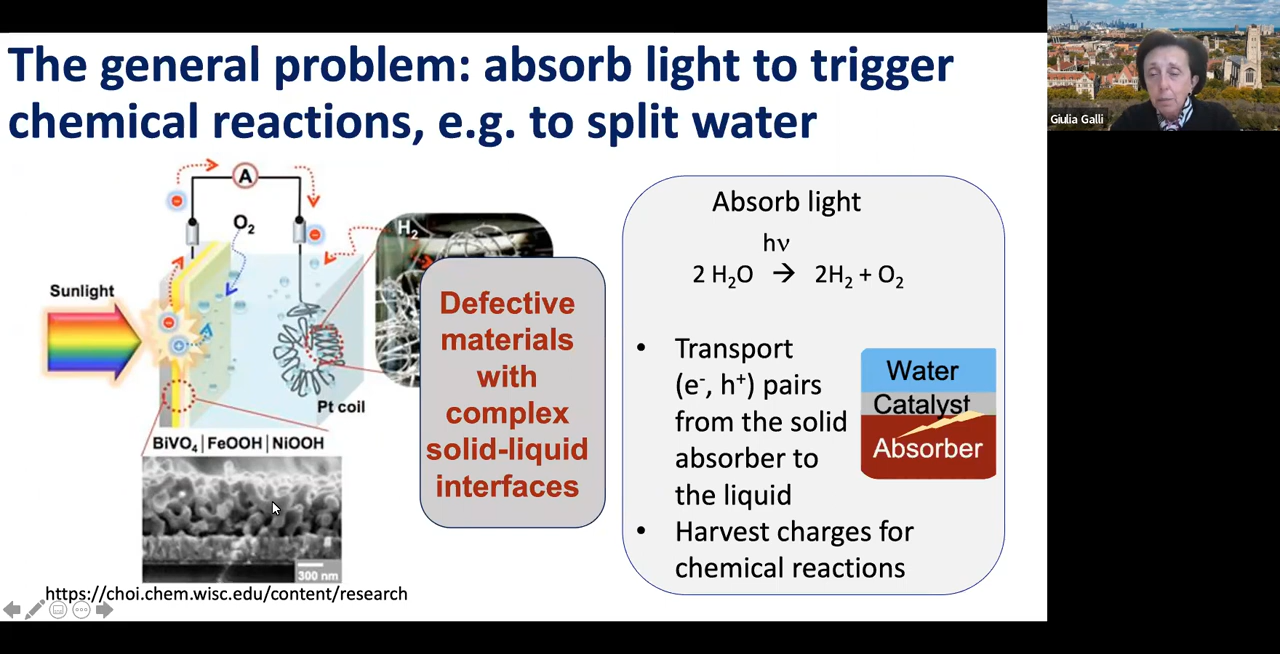 The general problem: absorb light to trigger
chemical reactions, e.g. to split water
Giulia Galli
A
O₂
H₂
Sunlight
Pt coil
BiVO₄ | FeOOH | NiOOH
300 nm
https://choi.chem.wisc.edu/content/research
Defective
materials
with
complex
solid-liquid
interfaces
Absorb light
hν
2 H₂O → 2H₂ + O₂
• Transport
(e⁻, h⁺) pairs
from the solid
absorber to
the liquid
• Harvest charges for
chemical reactions
Water
Catalyst
Absorber